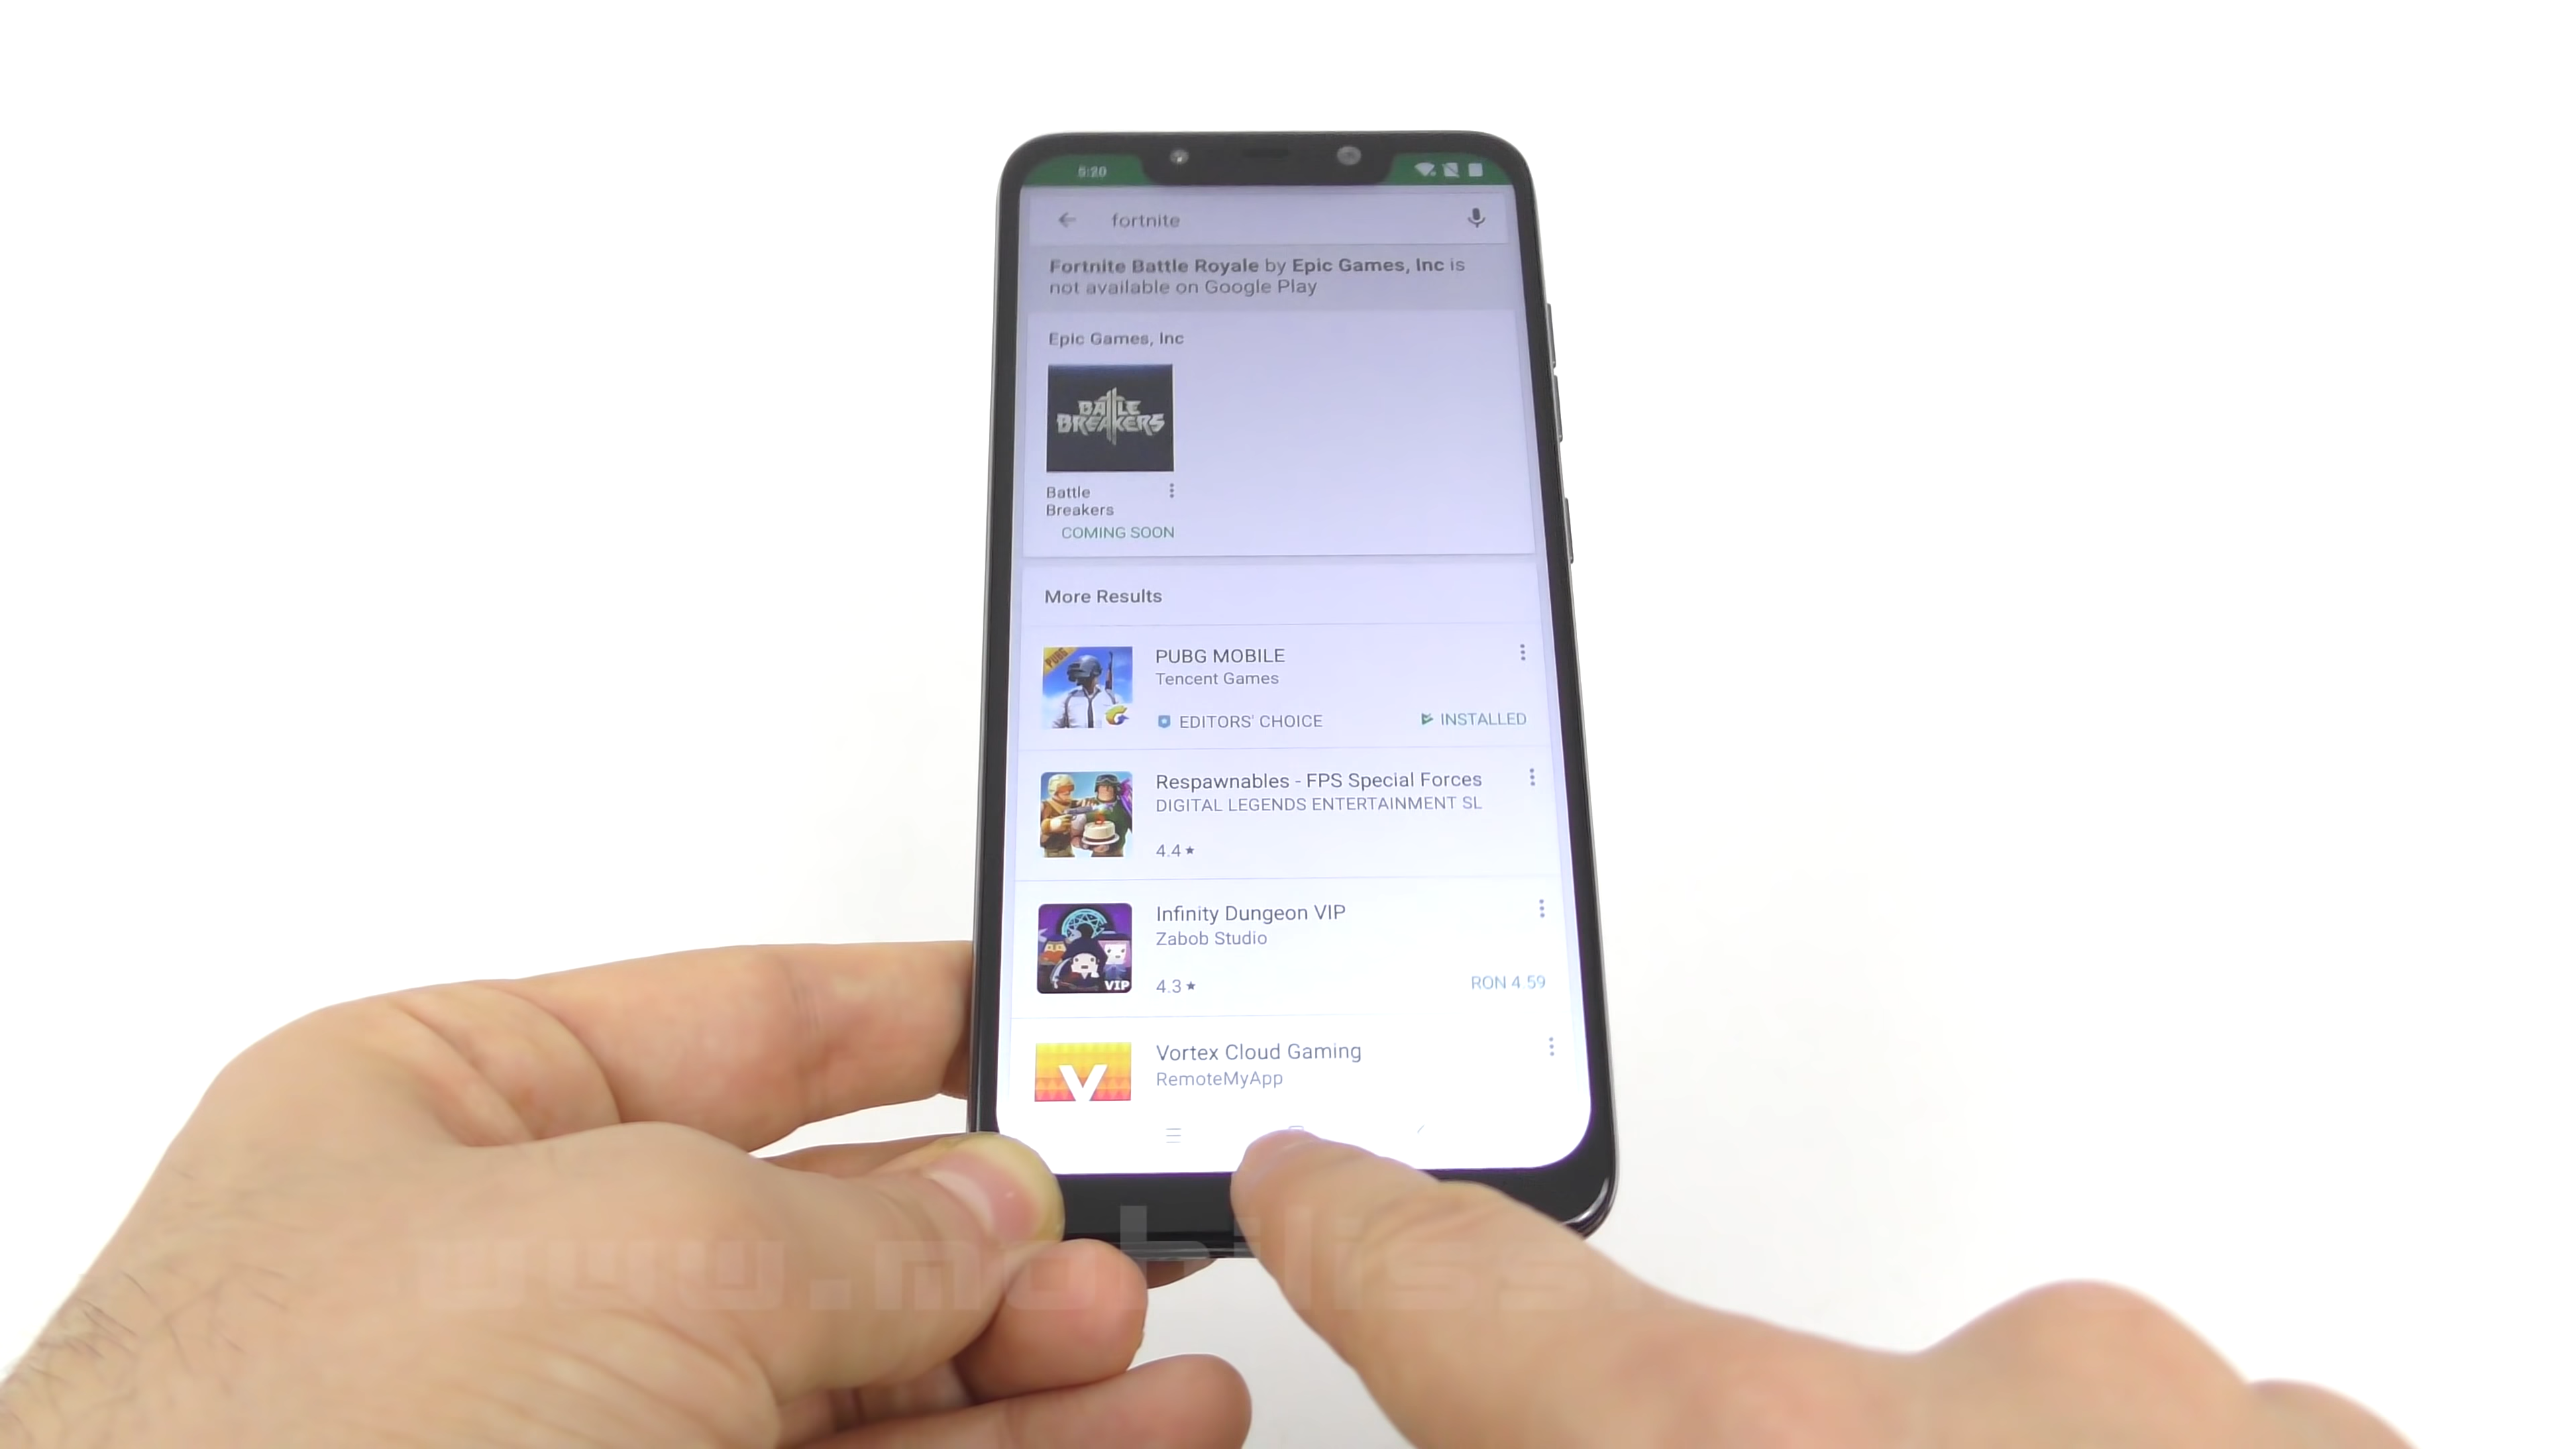 5:20
fortnite
Fortnite Battle Royale by Epic Games, Inc is
not available on Google Play
Epic Games, Inc
BATTLE
BREAKERS
Battle
Breakers
COMING SOON
More Results
PUBG
PUBG MOBILE
Tencent Games
EDITORS' CHOICE
INSTALLED
Respawnables - FPS Special Forces
DIGITAL LEGENDS ENTERTAINMENT SL
4.4
Infinity Dungeon VIP
Zabob Studio
VIP
4.3
RON 4.59
V
Vortex Cloud Gaming
RemoteMyApp